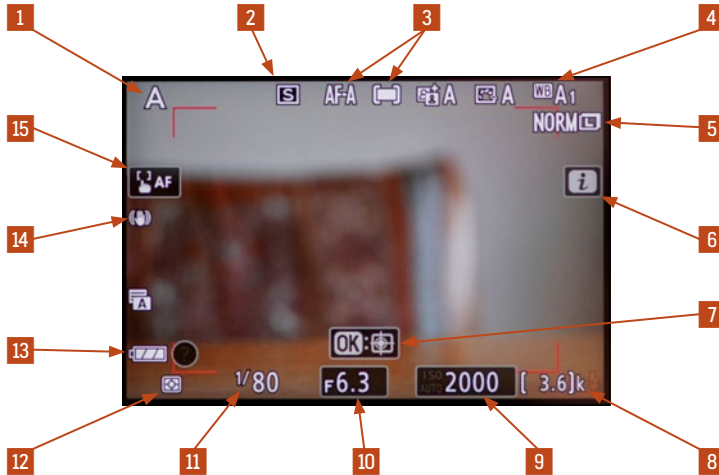 1 2 3 4
A S AF-A A A WB A1
NORM L
15 5
AF i
14 6
A
OK: 7
13 ?
1/80 F6.3 ISO AUTO 2000 [ 3.6]k
12 11 10 9 8